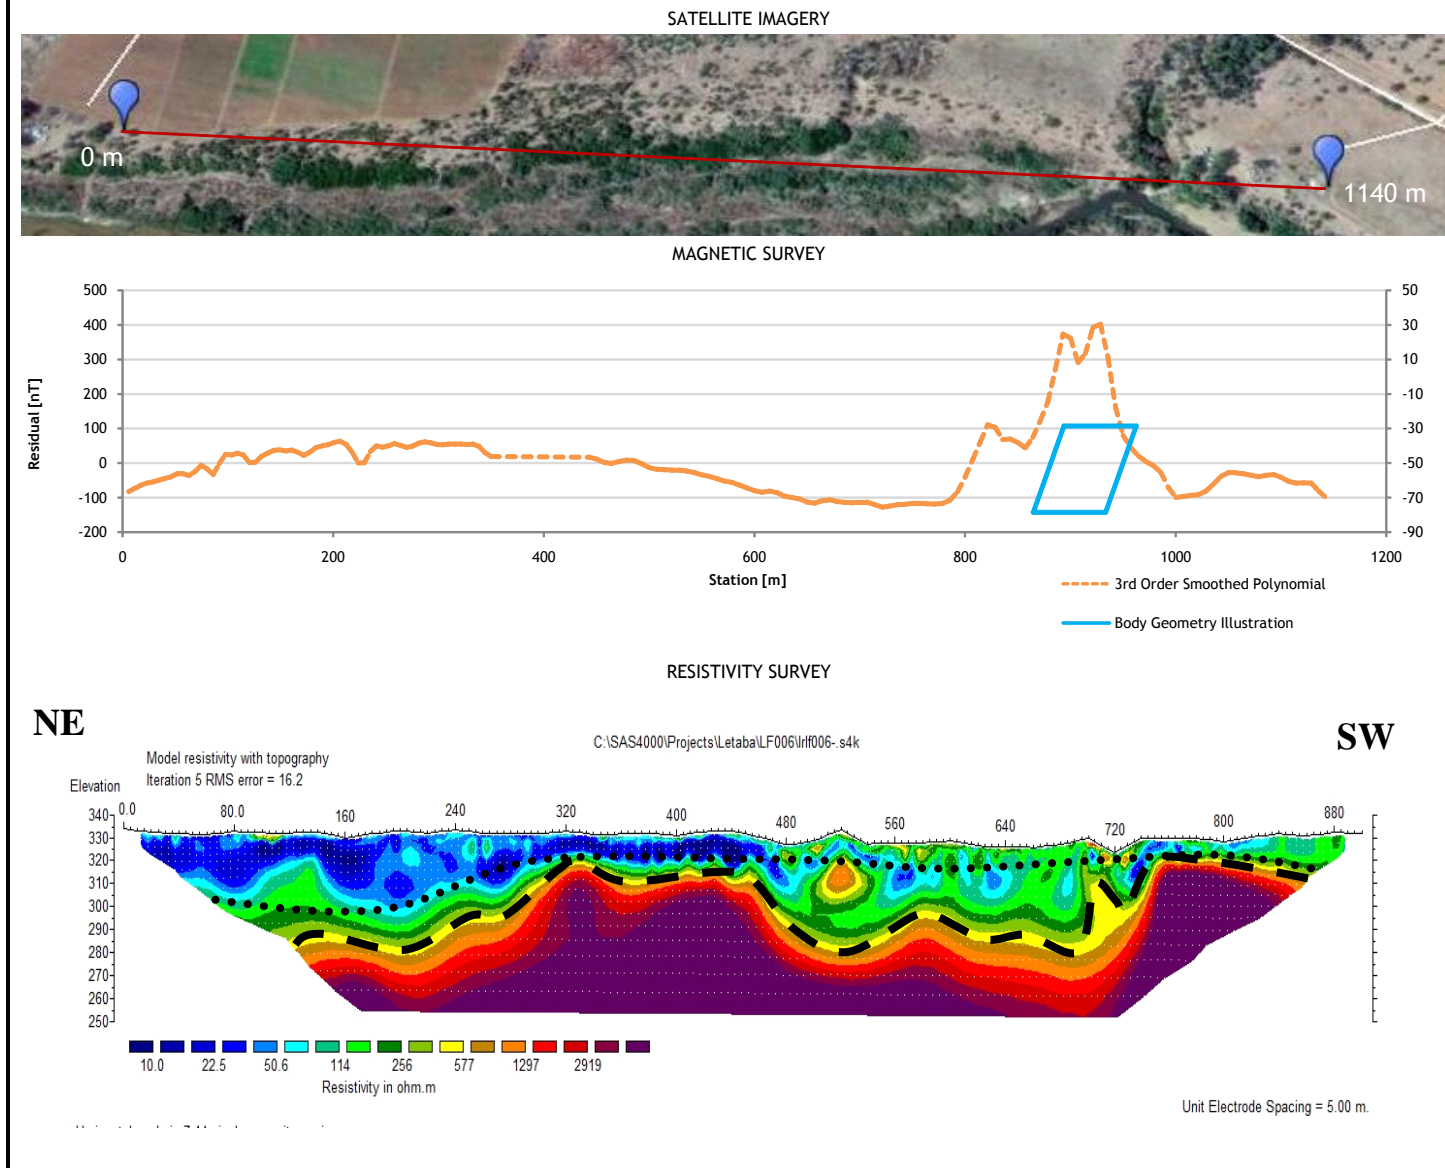 SATELLITE IMAGERY
0 m
1140 m
MAGNETIC SURVEY
500
400
300
200
100
0
-100
-200
50
30
10
-10
-30
-50
-70
-90
Residual [nT]
0 200 400 600 800 1000 1200
Station [m]
3rd Order Smoothed Polynomial
Body Geometry Illustration
RESISTIVITY SURVEY
NE
SW
C:\SAS4000\Projects\Letaba\LF006\lrlf006-.s4k
Model resistivity with topography
Iteration 5 RMS error = 16.2
Elevation
0.0 80.0 160 240 320 400 480 560 640 720 800 880
340
330
320
310
300
290
280
270
260
250
10.0 22.5 50.6 114 256 577 1297 2919
Resistivity in ohm.m
Unit Electrode Spacing = 5.00 m.